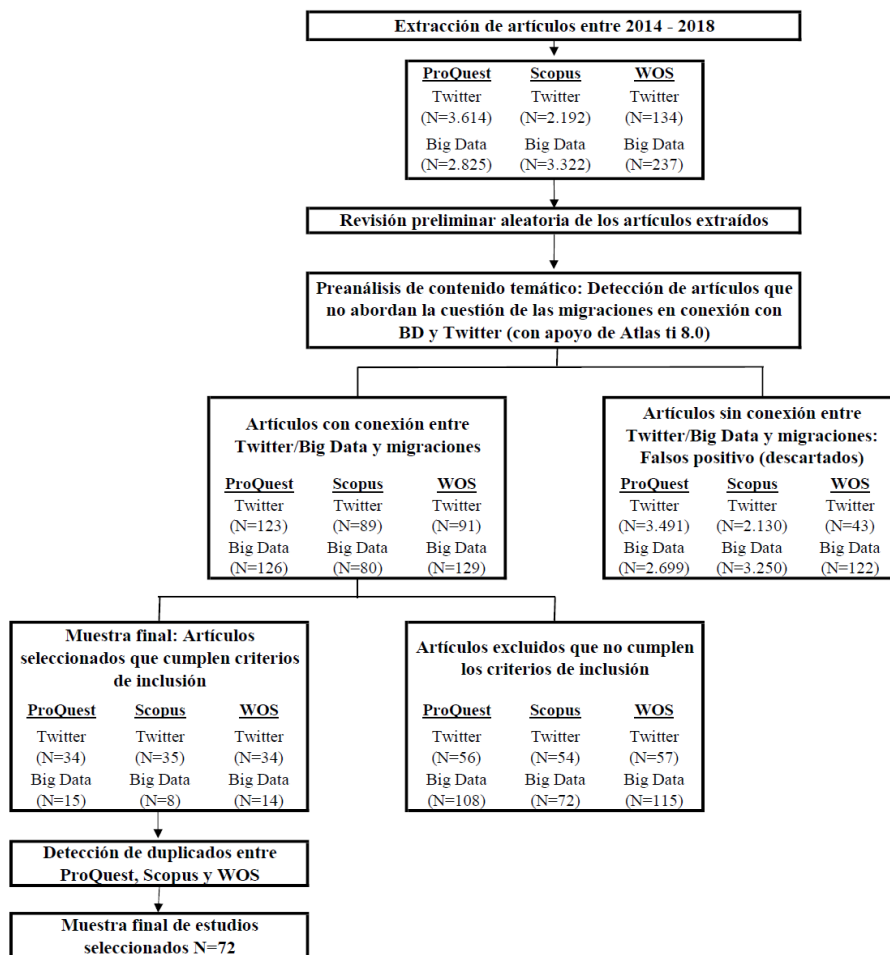 Extracción de artículos entre 2014 - 2018
ProQuest Scopus WOS
Twitter Twitter Twitter
(N=3.614) (N=2.192) (N=134)
Big Data Big Data Big Data
(N=2.825) (N=3.322) (N=237)
Revisión preliminar aleatoria de los artículos extraídos
Preanálisis de contenido temático: Detección de artículos que
no abordan la cuestión de las migraciones en conexión con
BD y Twitter (con apoyo de Atlas ti 8.0)
Artículos con conexión entre
Twitter/Big Data y migraciones
ProQuest Scopus WOS
Twitter Twitter Twitter
(N=123) (N=89) (N=91)
Big Data Big Data Big Data
(N=126) (N=80) (N=129)
Artículos sin conexión entre
Twitter/Big Data y migraciones:
Falsos positivo (descartados)
ProQuest Scopus WOS
Twitter Twitter Twitter
(N=3.491) (N=2.130) (N=43)
Big Data Big Data Big Data
(N=2.699) (N=3.250) (N=122)
Muestra final: Artículos
seleccionados que cumplen criterios
de inclusión
ProQuest Scopus WOS
Twitter Twitter Twitter
(N=34) (N=35) (N=34)
Big Data Big Data Big Data
(N=15) (N=8) (N=14)
Artículos excluidos que no cumplen
los criterios de inclusión
ProQuest Scopus WOS
Twitter Twitter Twitter
(N=56) (N=54) (N=57)
Big Data Big Data Big Data
(N=108) (N=72) (N=115)
Detección de duplicados entre
ProQuest, Scopus y WOS
Muestra final de estudios
seleccionados N=72